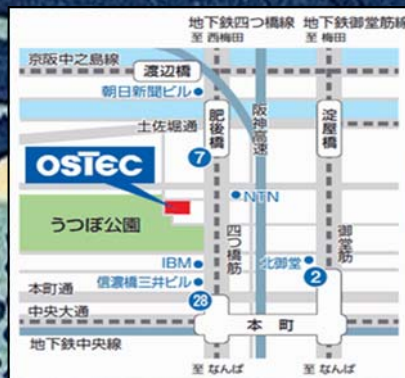 地下鉄四つ橋線
地下鉄御堂筋線
至 西梅田
至 梅田
京阪中之島線
渡辺橋
朝日新聞ビル
土佐堀通
肥後橋
阪神高速
淀屋橋
7
OSTEC
NTN
うつぼ公園
四つ橋筋
御堂筋
IBM
北御堂
信濃橋三井ビル
2
本町通
28
中央大通
本町
地下鉄中央線
至 なんば
至 なんば